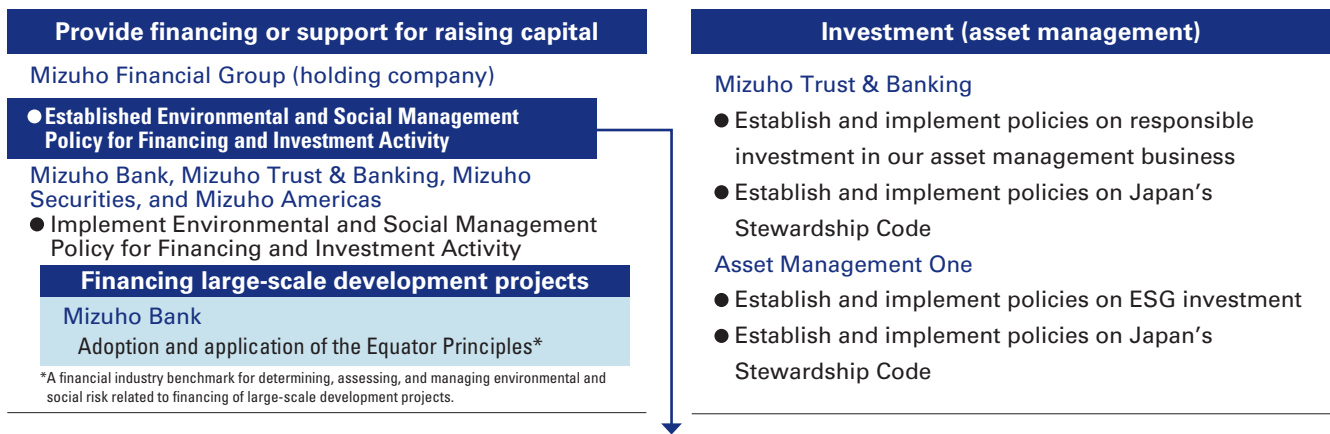 Provide financing or support for raising capital
Mizuho Financial Group (holding company)
●Established Environmental and Social Management
Policy for Financing and Investment Activity
Mizuho Bank, Mizuho Trust & Banking, Mizuho
Securities, and Mizuho Americas
● Implement Environmental and Social Management
Policy for Financing and Investment Activity
Financing large-scale development projects
Mizuho Bank
Adoption and application of the Equator Principles*
*A financial industry benchmark for determining, assessing, and managing environmental and
social risk related to financing of large-scale development projects.
Investment (asset management)
Mizuho Trust & Banking
● Establish and implement policies on responsible
investment in our asset management business
● Establish and implement policies on Japan's
Stewardship Code
Asset Management One
● Establish and implement policies on ESG investment
● Establish and implement policies on Japan's
Stewardship Code